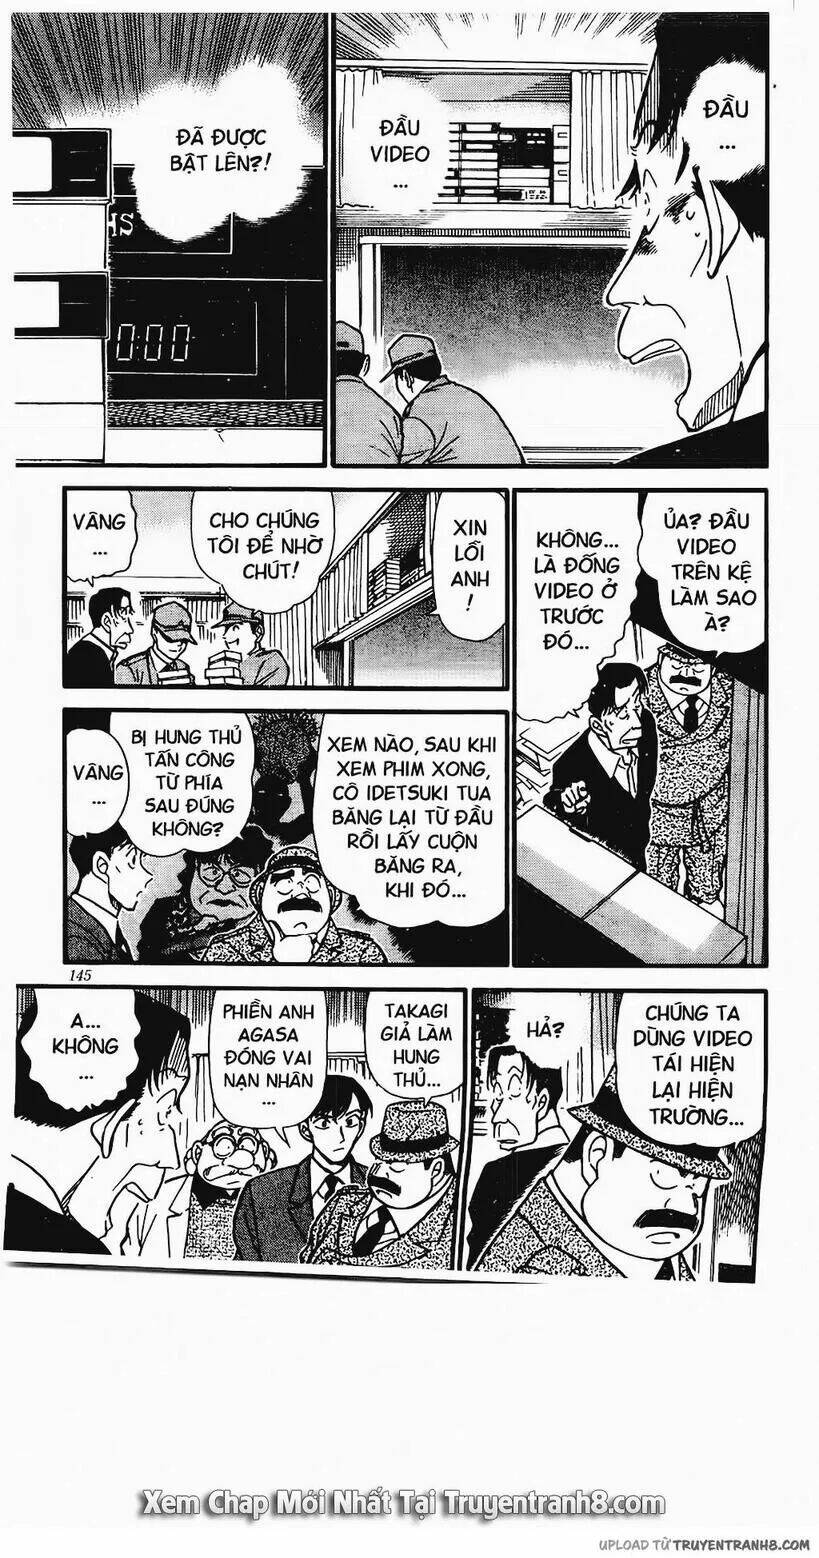 ĐẦU
...
ĐẦU
VIDEO
...
ĐÃ ĐƯỢC
BẬT LÊN?!
HS
0:00
ỦA? ĐẦU
VIDEO
TRÊN KỆ
LÀM SAO
À?
KHÔNG...
LÀ ĐỐNG
VIDEO Ở
TRƯỚC
ĐÓ...
XIN
LỖI
ANH
!
CHO CHÚNG
TÔI ĐỂ NHỜ
CHÚT!
VÂNG
...
XEM NÀO, SAU KHI
XEM PHIM XONG,
CÔ IDETSUKI TUA
BĂNG LẠI TỪ ĐẦU
RỒI LẤY CUỘN
BĂNG RA,
KHI ĐÓ...
BỊ HUNG THỦ
TẤN CÔNG
TỪ PHÍA
SAU ĐÚNG
KHÔNG?
VÂNG
...
145
CHÚNG TA
DÙNG VIDEO
TÁI HIỆN
LẠI HIỆN
TRƯỜNG...
HẢ?
TAKAGI
GIẢ LÀM
HUNG
THỦ...
PHIỀN ANH
AGASA
ĐÓNG VAI
NẠN NHÂN
...
A...
KHÔNG
...
Xem Chap Mới Nhất Tại Truyentranh8.com
UPLOAD TỪ TRUYENTRANH8.COM